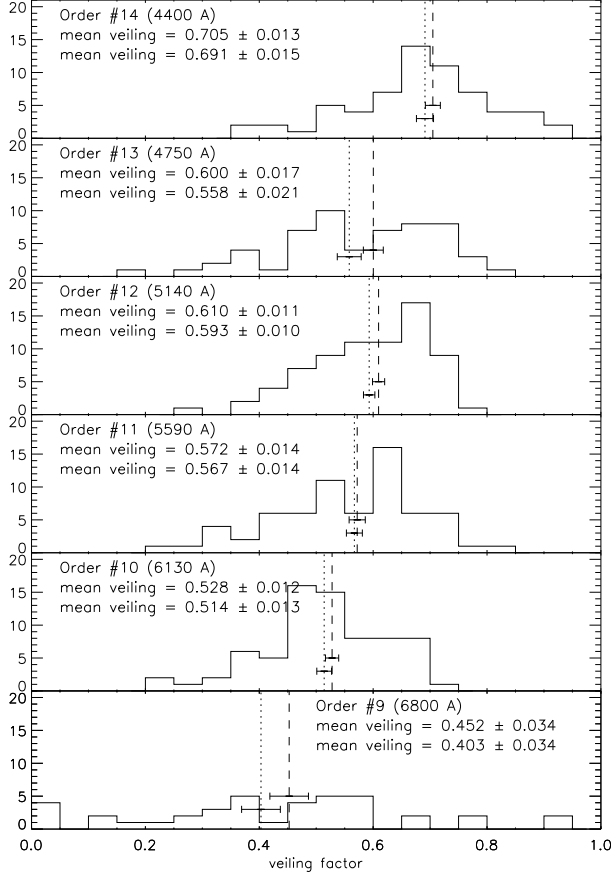 20
Order #14 (4400 A)
mean veiling = 0.705 ± 0.013
15
mean veiling = 0.691 ± 0.015
10
5
0
20
Order #13 (4750 A)
mean veiling = 0.600 ± 0.017
15
mean veiling = 0.558 ± 0.021
10
5
0
20
Order #12 (5140 A)
mean veiling = 0.610 ± 0.011
15
mean veiling = 0.593 ± 0.010
10
5
0
20
Order #11 (5590 A)
mean veiling = 0.572 ± 0.014
15
mean veiling = 0.567 ± 0.014
10
5
0
20
Order #10 (6130 A)
mean veiling = 0.528 ± 0.012
15
mean veiling = 0.514 ± 0.013
10
5
0
20
Order #9 (6800 A)
mean veiling = 0.452 ± 0.034
15
mean veiling = 0.403 ± 0.034
10
5
0
0.0 0.2 0.4 0.6 0.8 1.0
veiling factor